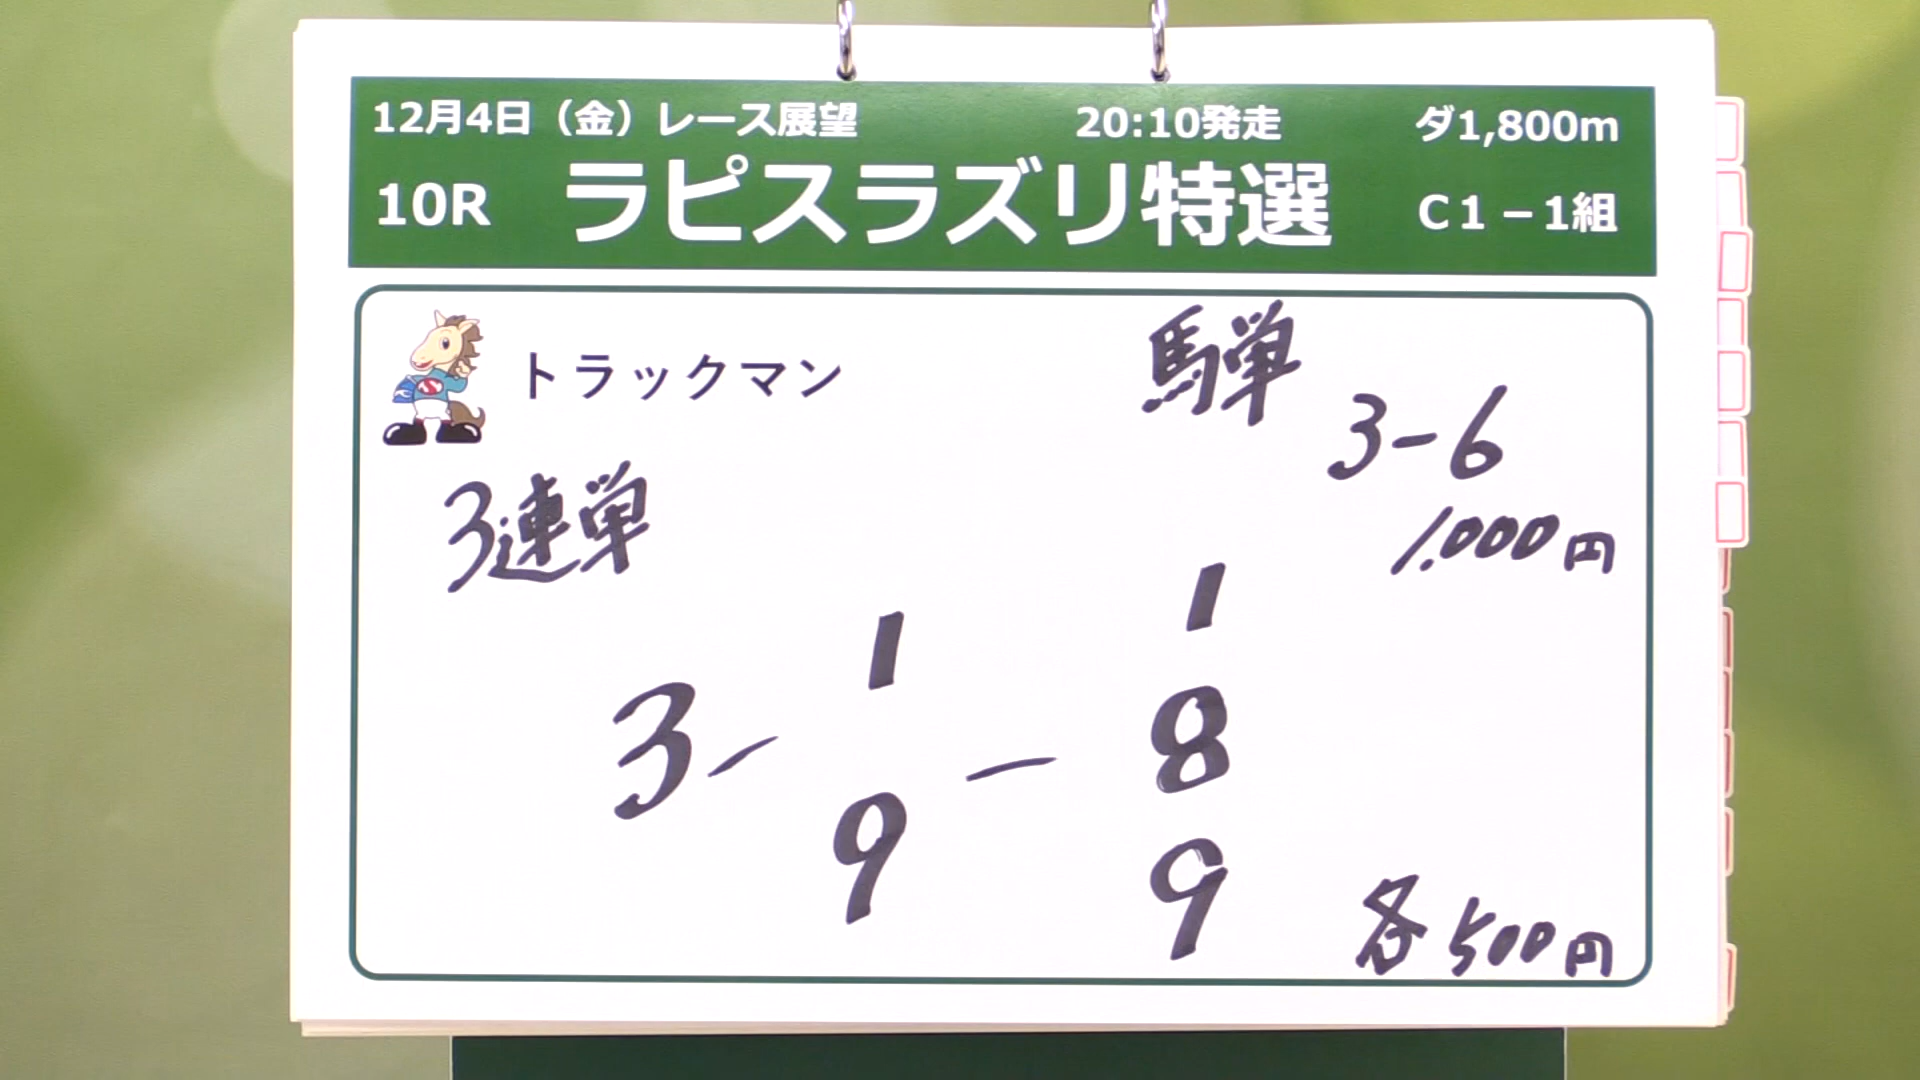 12月4日（金）レース展望 20:10発走 ダ1,800m
10R ラピスラズリ特選 C1－1組
トラックマン
馬単
3-6
1.000円
3連単
3- 1 9 - 1 8 9
各500円